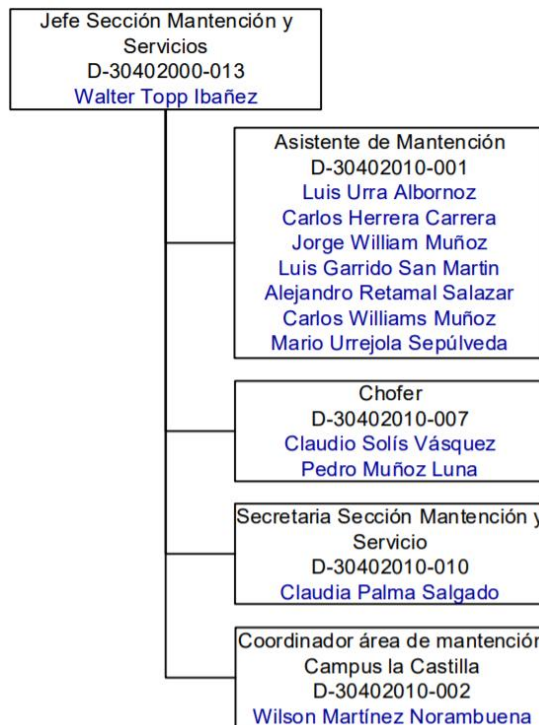 Jefe Sección Mantención y
Servicios
D-30402000-013
Walter Topp Ibañez
Asistente de Mantención
D-30402010-001
Luis Urra Albornoz
Carlos Herrera Carrera
Jorge William Muñoz
Luis Garrido San Martin
Alejandro Retamal Salazar
Carlos Williams Muñoz
Mario Urrejola Sepúlveda
Chofer
D-30402010-007
Claudio Solís Vásquez
Pedro Muñoz Luna
Secretaria Sección Mantención y
Servicio
D-30402010-010
Claudia Palma Salgado
Coordinador área de mantención
Campus la Castilla
D-30402010-002
Wilson Martínez Norambuena